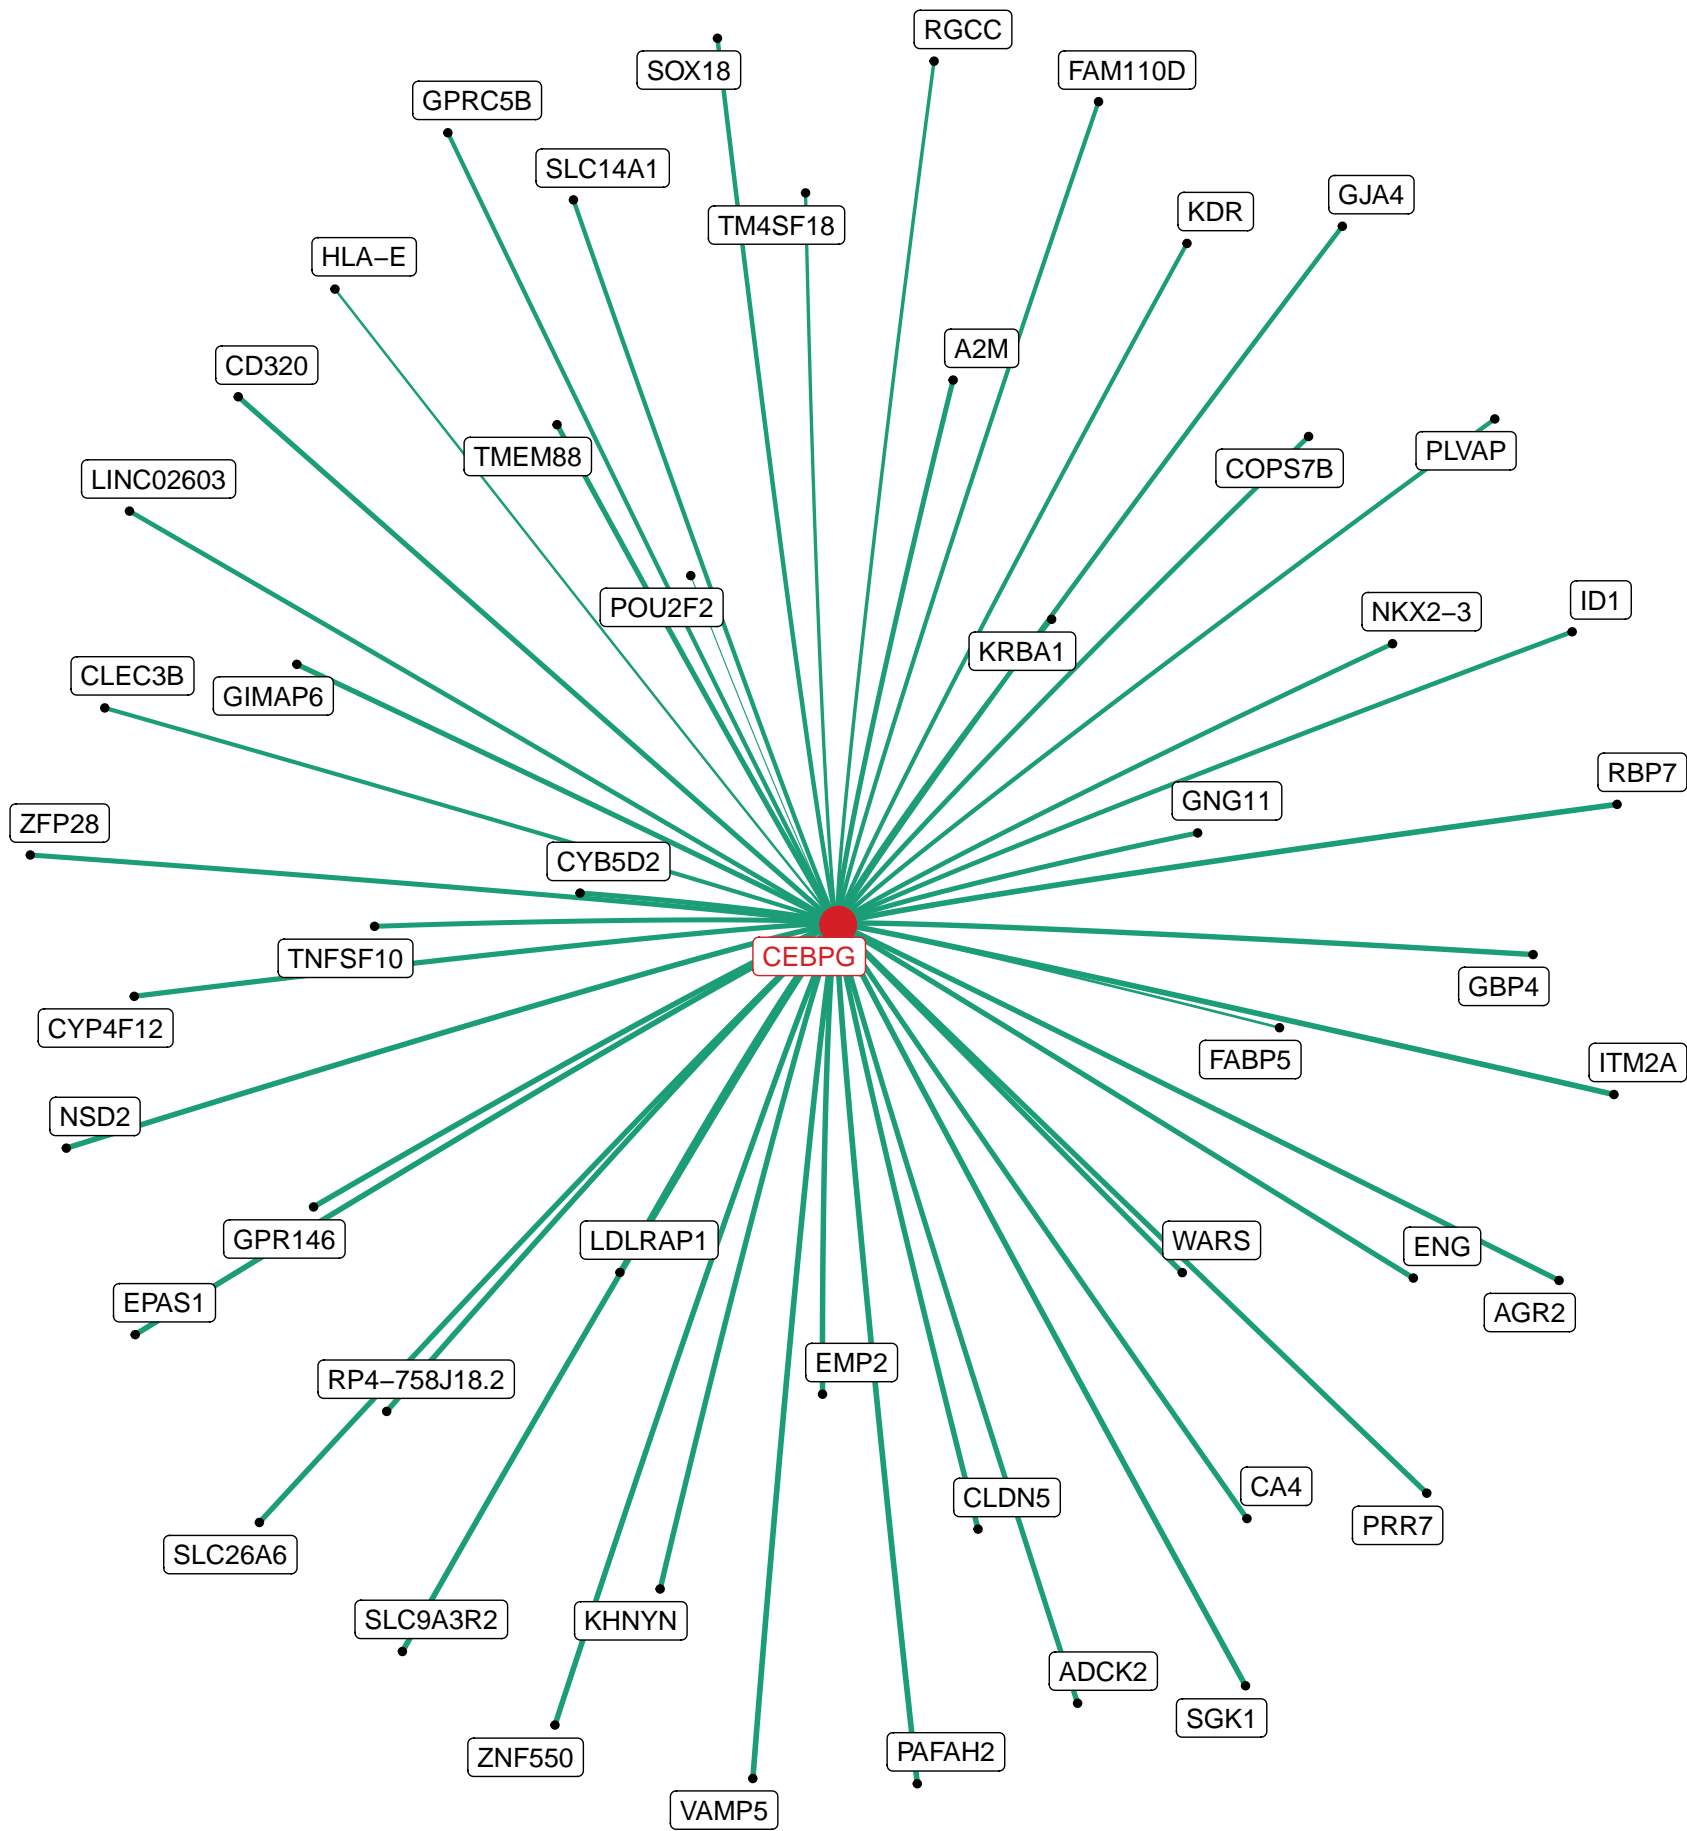 RGCC
SOX18
FAM110D
GPRC5B
SLC14A1
GJA4
KDR
TM4SF18
HLA−E
A2M
CD320
PLVAP
TMEM88
COPS7B
LINC02603
ID1
POU2F2
NKX2−3
KRBA1
CLEC3B
GIMAP6
RBP7
GNG11
ZFP28
CYB5D2
CEBPG
TNFSF10
GBP4
CYP4F12
FABP5
ITM2A
NSD2
GPR146
LDLRAP1
WARS
ENG
EPAS1
AGR2
EMP2
RP4−758J18.2
CA4
CLDN5
PRR7
SLC26A6
SLC9A3R2
KHNYN
ADCK2
SGK1
PAFAH2
ZNF550
VAMP5